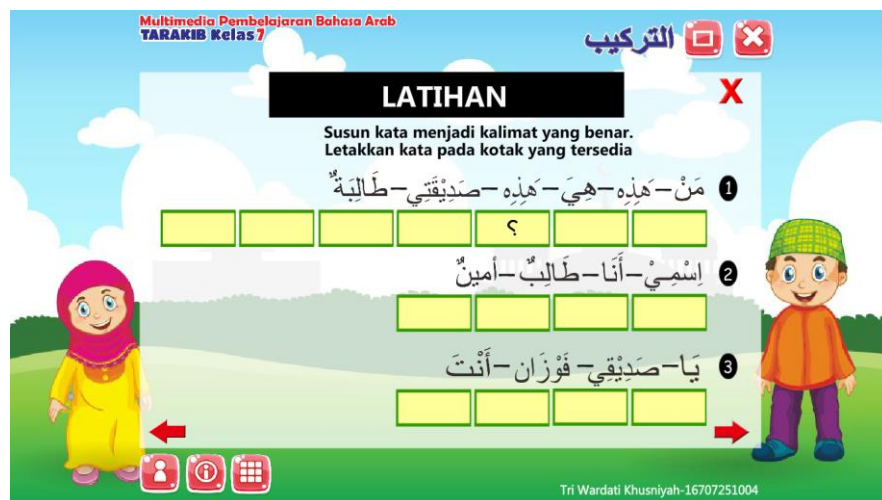 Multimedia Pembelajaran Bahasa Arab
TARAKIB Kelas 7
التركيب
LATIHAN
X
Susun kata menjadi kalimat yang benar.
Letakkan kata pada kotak yang tersedia
1 مَنْ – هَذِهِ – هِيَ – هَذِهِ – صَدِيْقَتِي – طَالِبَةٌ
؟
2 اِسْمِيْ – أَنَا – طَالِبٌ – أمينٌ
3 يَا – صَدِيْقِي – فَوْزَان – أَنْتَ
Tri Wardati Khusniyah-16707251004